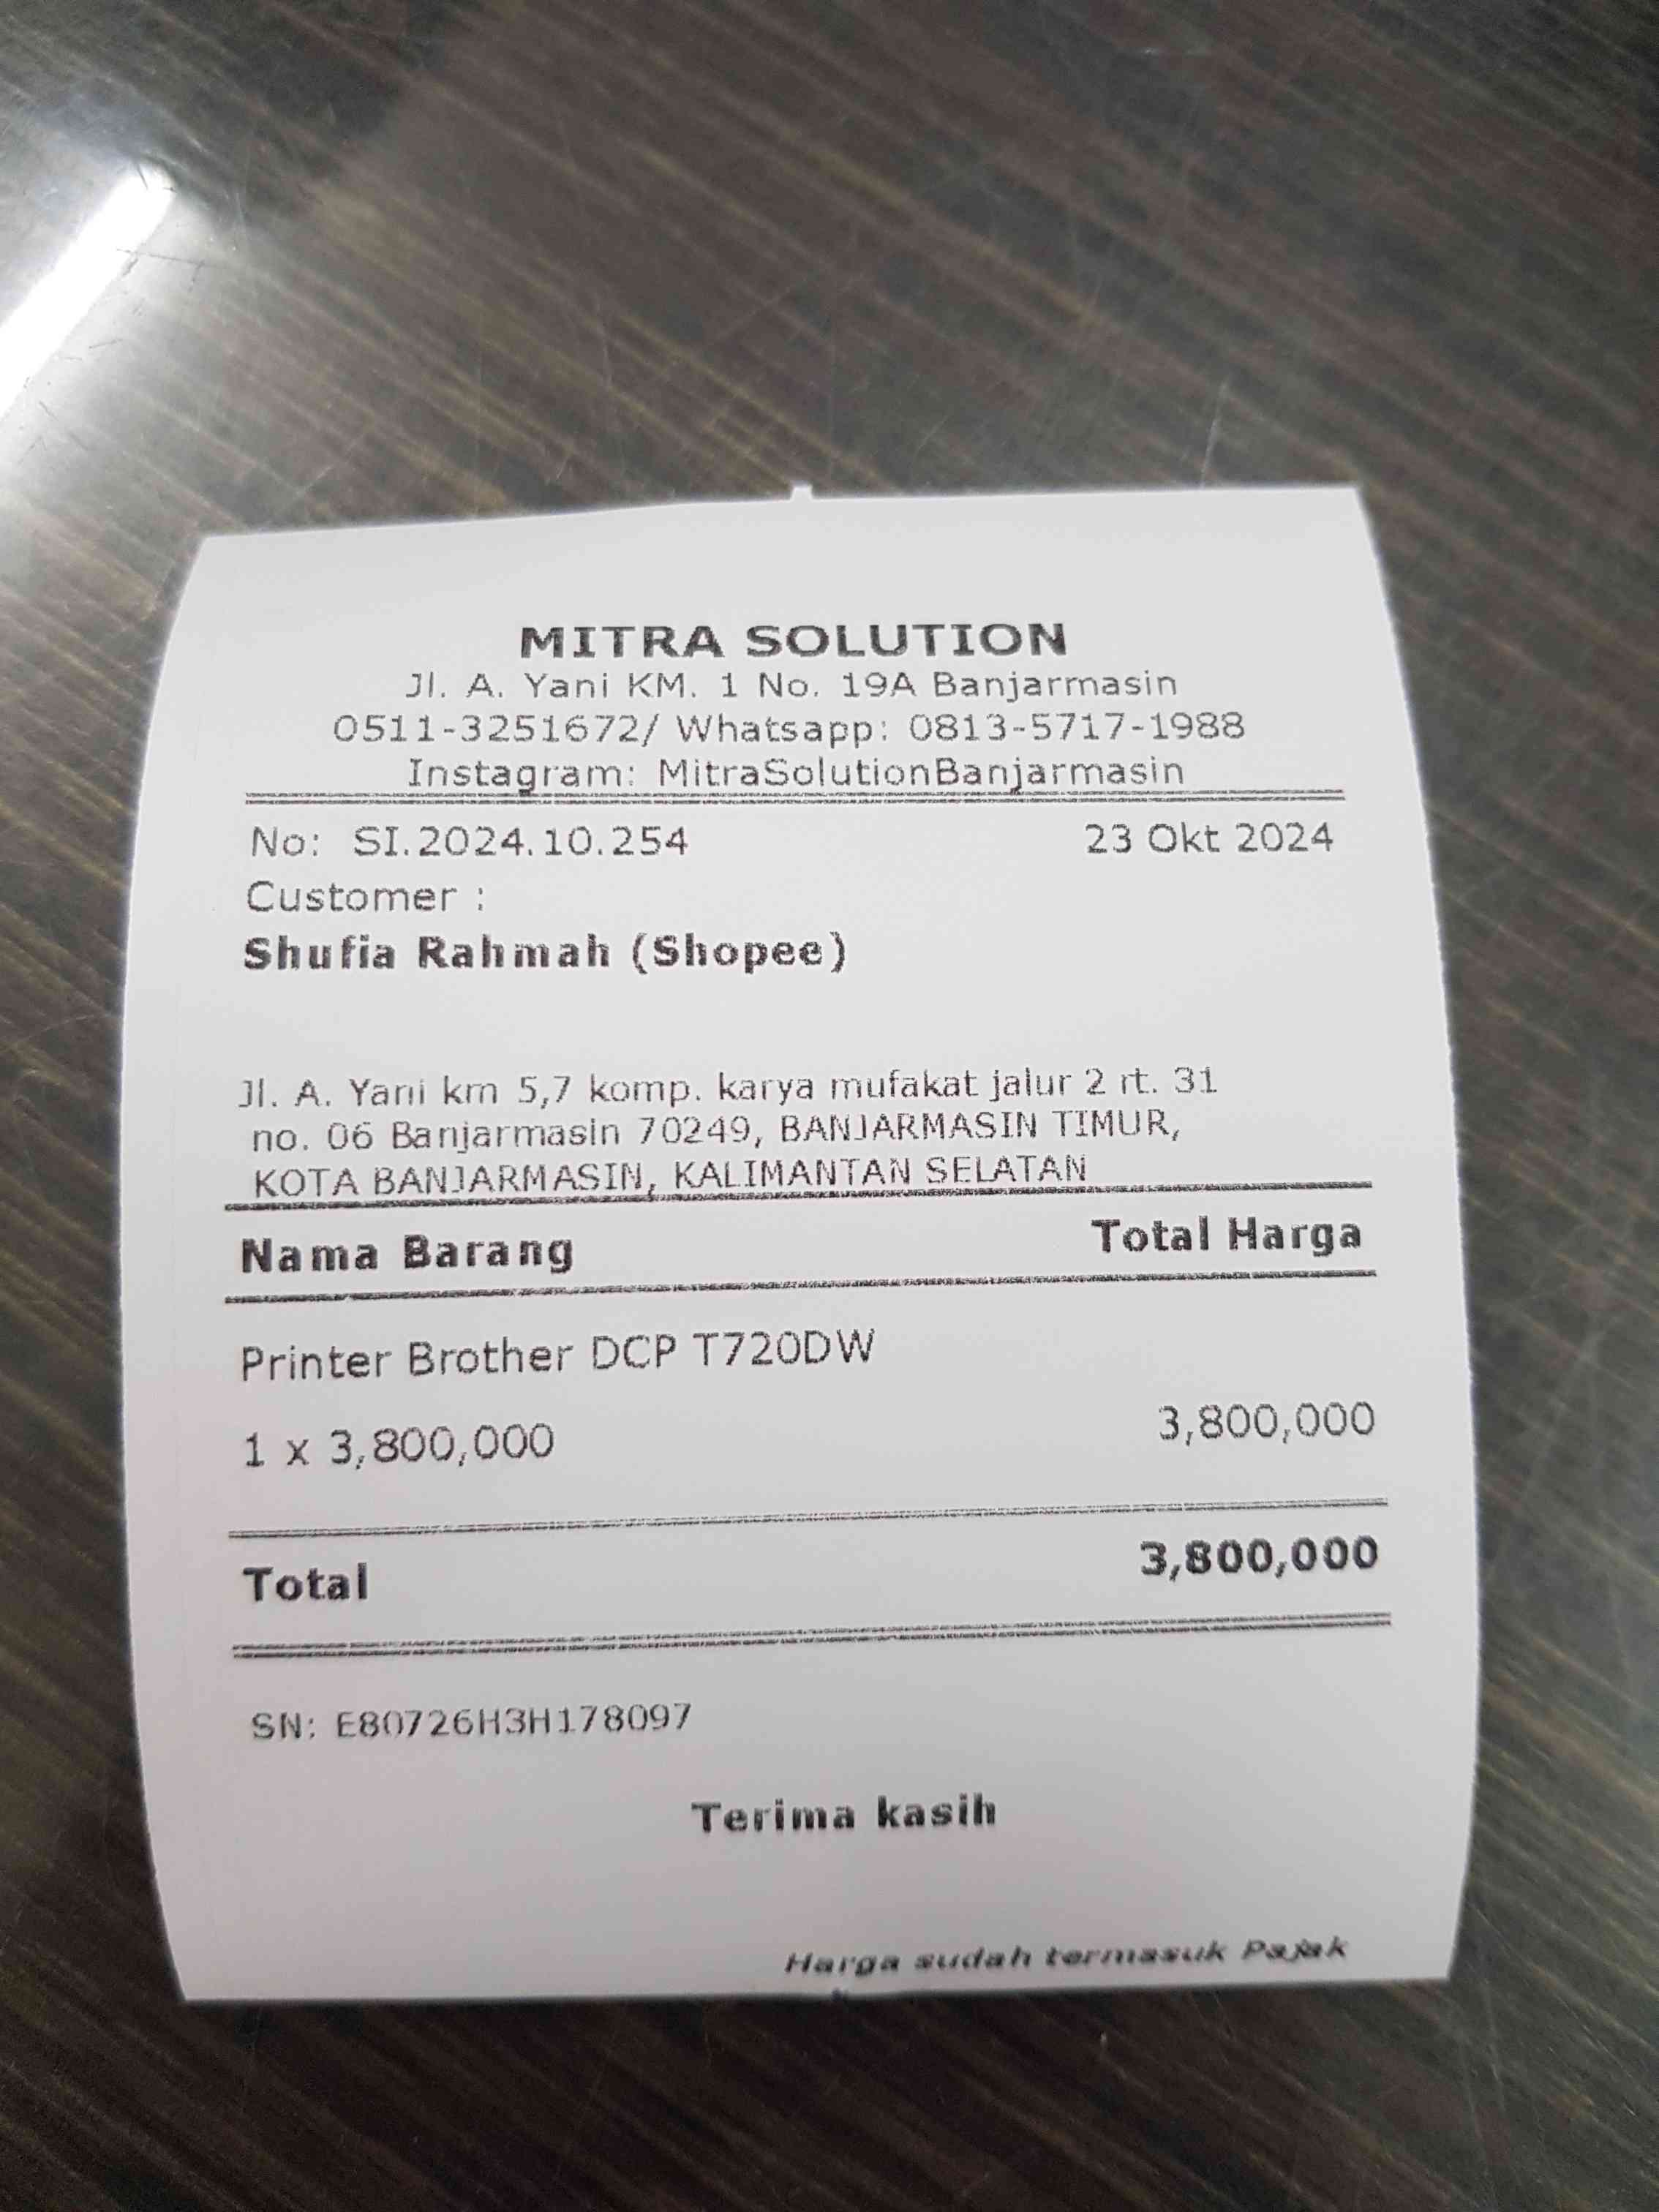 MITRA SOLUTION
Jl. A. Yani KM. 1 No. 19A Banjarmasin
0511-3251672/ Whatsapp: 0813-5717-1988
Instagram: MitraSolutionBanjarmasin
No: SI.2024.10.254 23 Okt 2024
Customer :
Shufia Rahmah (Shopee)
Jl. A. Yani km 5,7 komp. karya mufakat jalur 2 rt. 31
no. 06 Banjarmasin 70249, BANJARMASIN TIMUR,
KOTA BANJARMASIN, KALIMANTAN SELATAN
Nama Barang Total Harga
Printer Brother DCP T720DW
1 x 3,800,000 3,800,000
Total 3,800,000
SN: E80726H3H178097
Terima kasih
Harga sudah termasuk Pajak